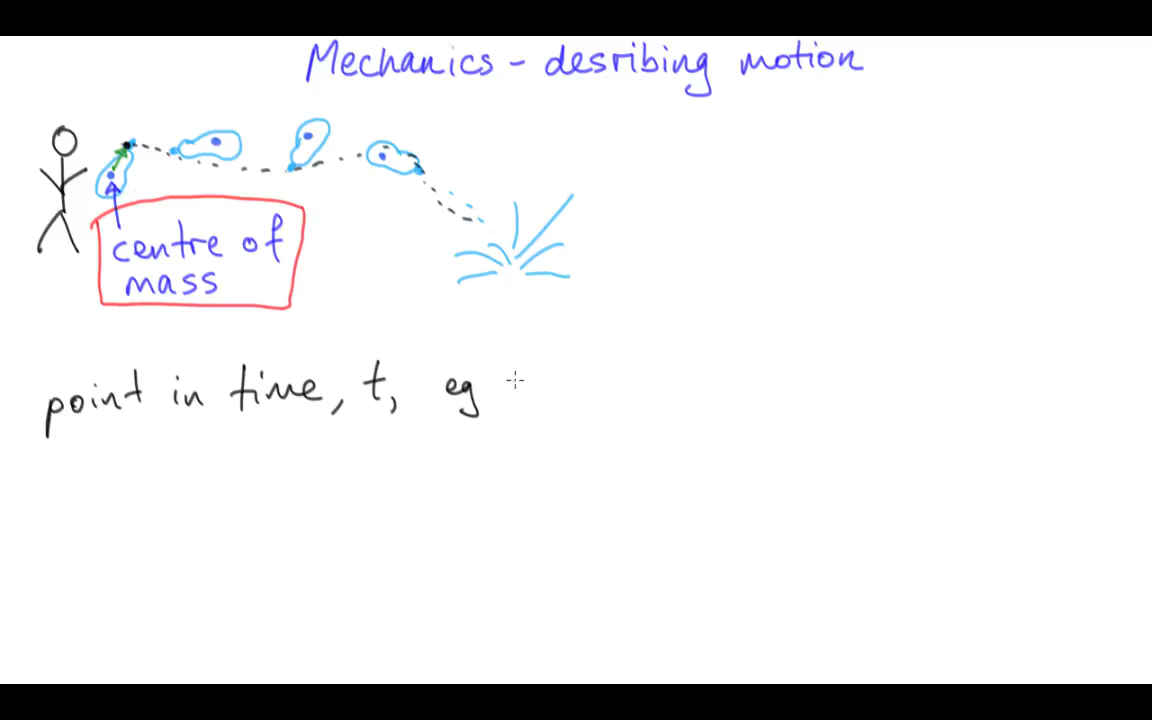 Mechanics - desribing motion
centre of
mass
point in time, t, eg